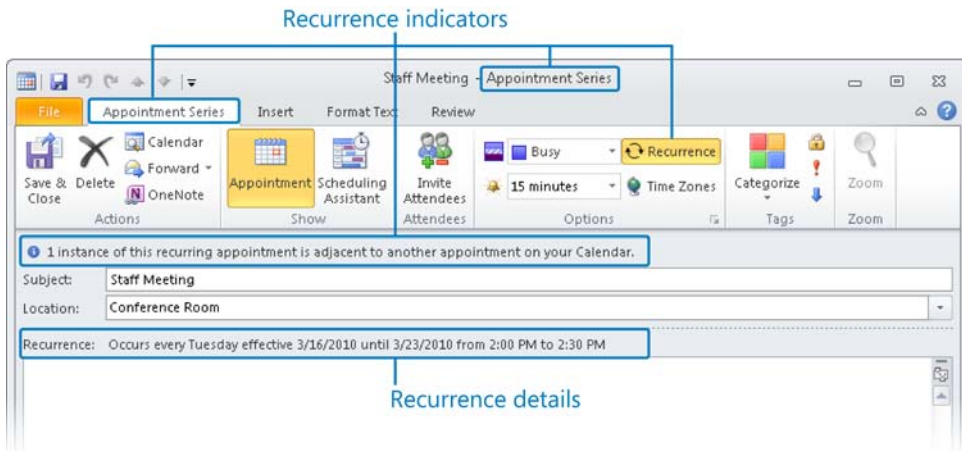 Recurrence indicators
Staff Meeting - Appointment Series
File Appointment Series Insert Format Text Review
Save & Close
Delete
Calendar
Forward
OneNote
Actions
Appointment
Scheduling Assistant
Show
Invite Attendees
Attendees
Busy
Recurrence
15 minutes
Time Zones
Options
Categorize
Tags
Zoom
Zoom
1 instance of this recurring appointment is adjacent to another appointment on your Calendar.
Subject: Staff Meeting
Location: Conference Room
Recurrence: Occurs every Tuesday effective 3/16/2010 until 3/23/2010 from 2:00 PM to 2:30 PM
Recurrence details